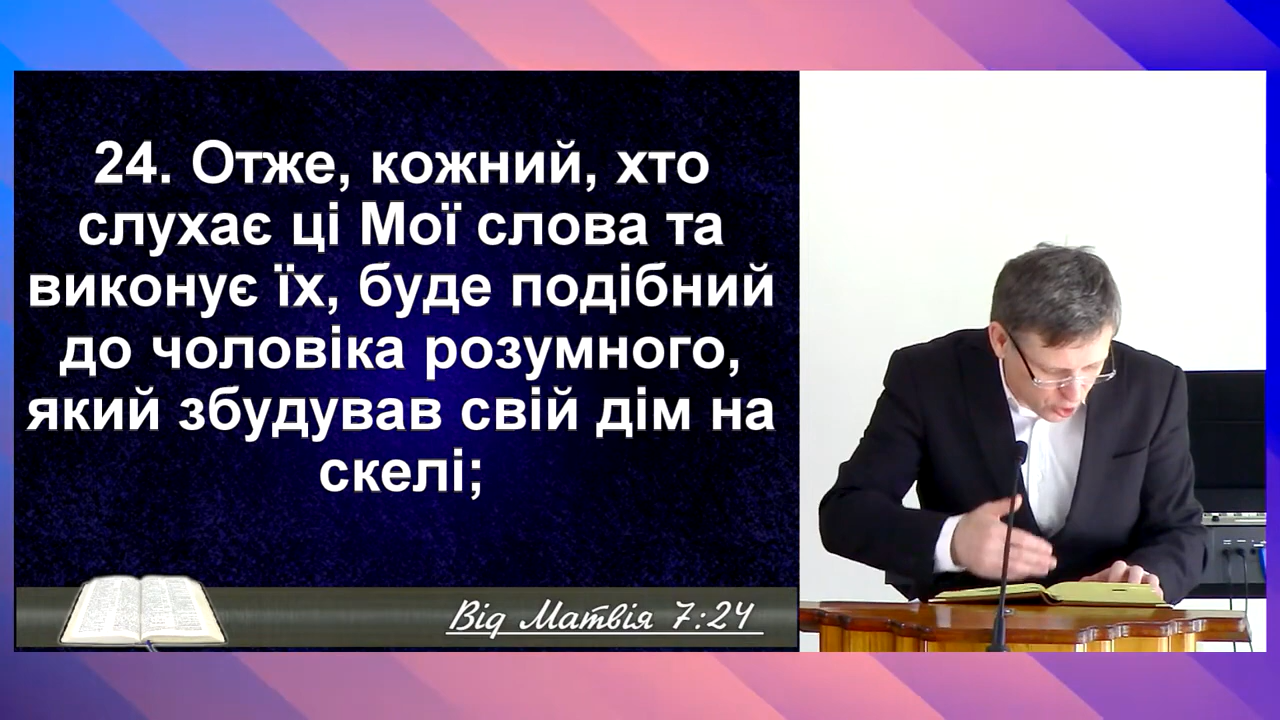 24. Отже, кожний, хто
слухає ці Мої слова та
виконує їх, буде подібний
до чоловіка розумного,
який збудував свій дім на
скелі;
Від Матвія 7:24